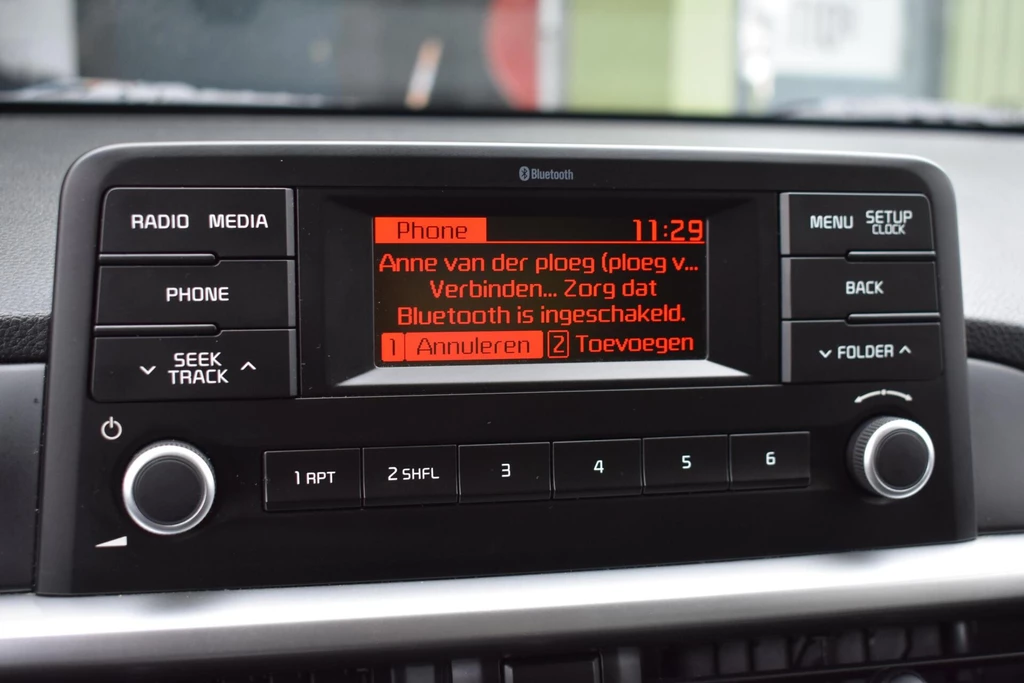 Bluetooth
RADIO MEDIA
PHONE
SEEK
TRACK
Phone 11:29
Anne van der ploeg (ploeg v...
Verbinden... Zorg dat
Bluetooth is ingeschakeld.
1 Annuleren 2 Toevoegen
MENU SETUP
CLOCK
BACK
FOLDER
1 RPT 2 SHFL 3 4 5 6